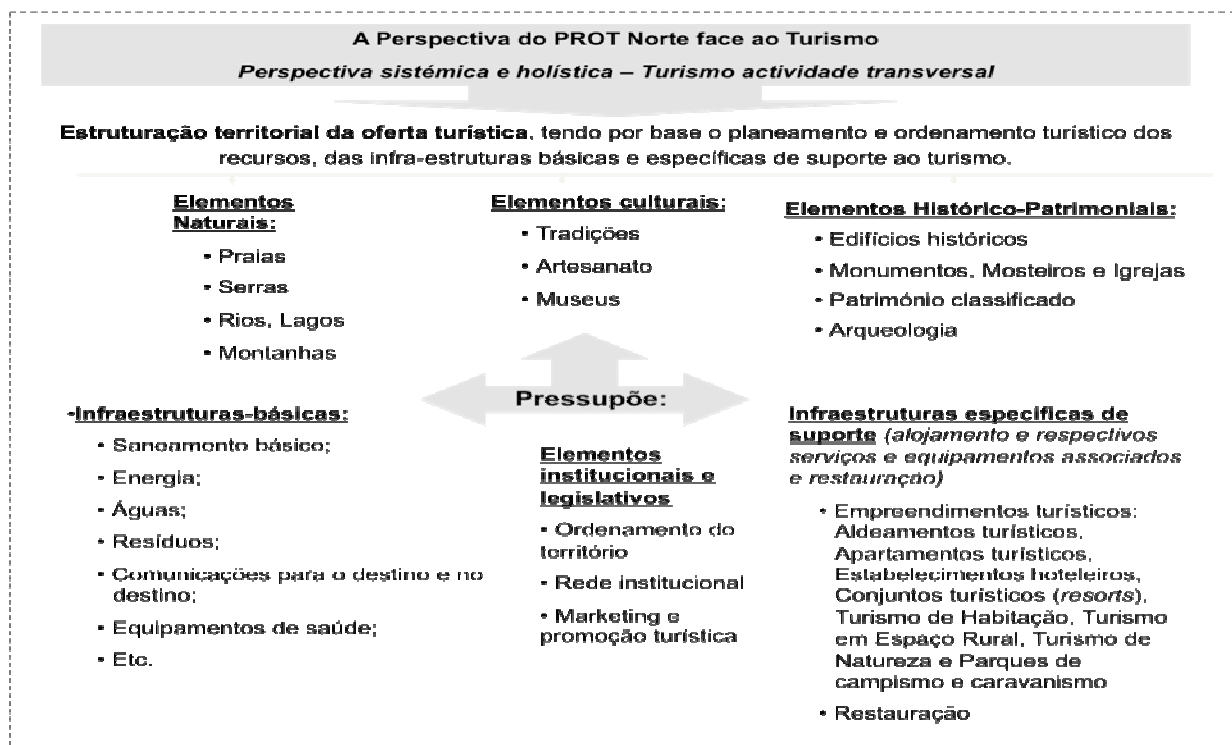 A Perspectiva do PROT Norte face ao Turismo
Perspectiva sistémica e holística – Turismo actividade transversal
Estruturação territorial da oferta turística, tendo por base o planeamento e ordenamento turístico dos
recursos, das infra-estruturas básicas e específicas de suporte ao turismo.
Elementos
Naturais:
• Praias
• Serras
• Rios, Lagos
• Montanhas
Elementos culturais:
• Tradições
• Artesanato
• Museus
Elementos Histórico-Patrimoniais:
• Edifícios históricos
• Monumentos, Mosteiros e Igrejas
• Património classificado
• Arqueologia
Pressupõe:
•Infraestruturas-básicas:
• Saneamento básico;
• Energia;
• Águas;
• Resíduos;
• Comunicações para o destino e no
destino;
• Equipamentos de saúde;
• Etc.
Elementos
institucionais e
legislativos
• Ordenamento do
território
• Rede institucional
• Marketing e
promoção turística
Infraestruturas específicas de
suporte (alojamento e respectivos
serviços e equipamentos associados
e restauração)
• Empreendimentos turísticos:
Aldeamentos turísticos,
Apartamentos turísticos,
Estabelecimentos hoteleiros,
Conjuntos turísticos (resorts),
Turismo de Habitação, Turismo
em Espaço Rural, Turismo de
Natureza e Parques de
campismo e caravanismo
• Restauração